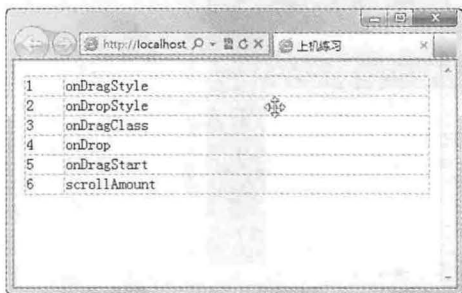 http://localhost
上机练习
1 onDragStyle
2 onDropStyle
3 onDragClass
4 onDrop
5 onDragStart
6 scrollAmount